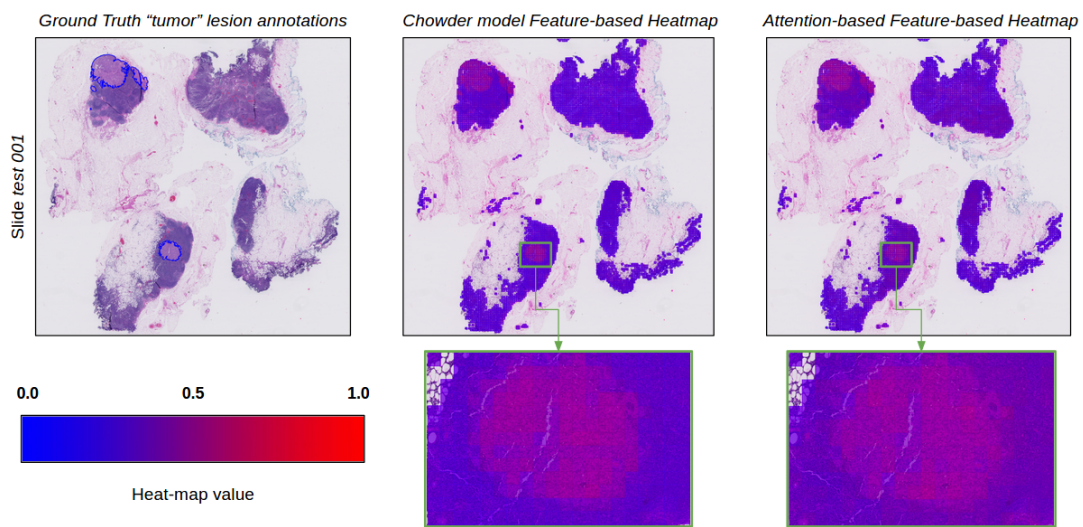 Ground Truth “tumor” lesion annotations
Chowder model Feature-based Heatmap
Attention-based Feature-based Heatmap
Slide test 001
0.0 0.5 1.0
Heat-map value